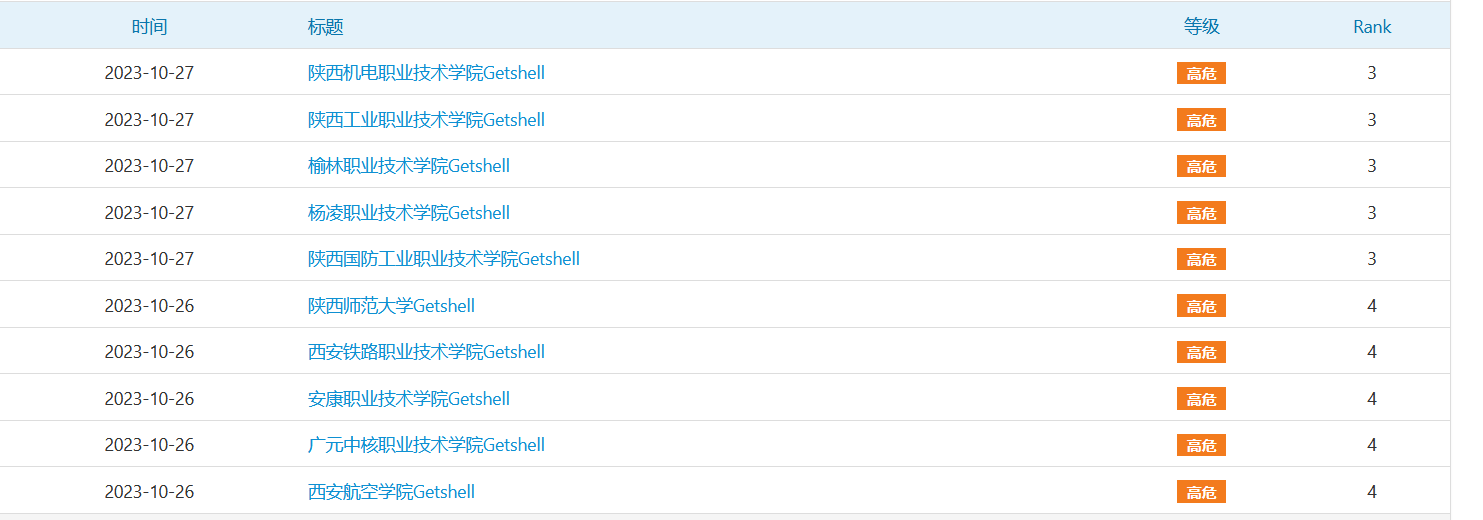 时间 标题 等级 Rank
2023-10-27 陕西机电职业技术学院Getshell 高危 3
2023-10-27 陕西工业职业技术学院Getshell 高危 3
2023-10-27 榆林职业技术学院Getshell 高危 3
2023-10-27 杨凌职业技术学院Getshell 高危 3
2023-10-27 陕西国防工业职业技术学院Getshell 高危 3
2023-10-26 陕西师范大学Getshell 高危 4
2023-10-26 西安铁路职业技术学院Getshell 高危 4
2023-10-26 安康职业技术学院Getshell 高危 4
2023-10-26 广元中核职业技术学院Getshell 高危 4
2023-10-26 西安航空学院Getshell 高危 4